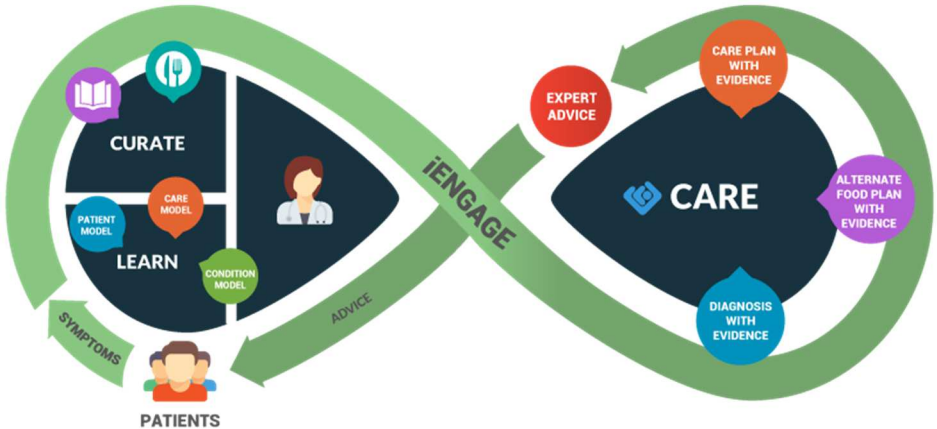 CURATE
CARE
MODEL
PATIENT
MODEL
LEARN
CONDITION
MODEL
SYMPTOMS
PATIENTS
ADVICE
iENGAGE
EXPERT
ADVICE
CARE
CARE PLAN
WITH
EVIDENCE
ALTERNATE
FOOD PLAN
WITH
EVIDENCE
DIAGNOSIS
WITH
EVIDENCE